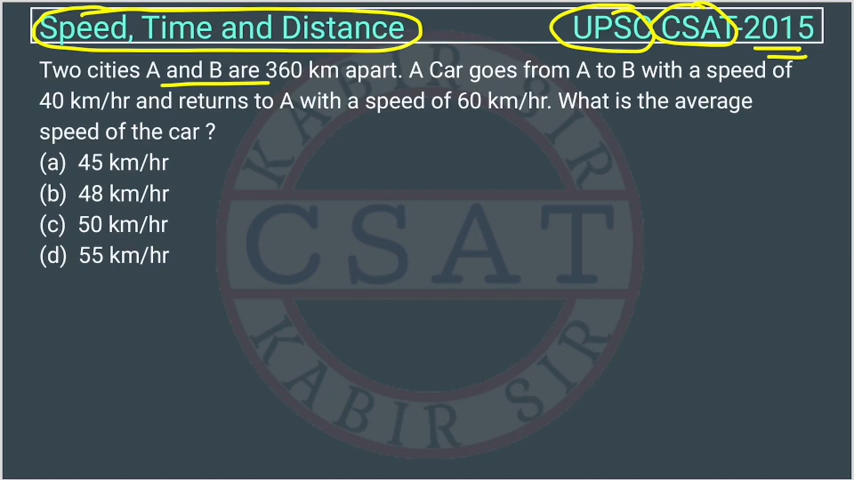 Speed, Time and Distance
UPSC CSAT-2015
Two cities A and B are 360 km apart. A Car goes from A to B with a speed of
40 km/hr and returns to A with a speed of 60 km/hr. What is the average
speed of the car ?
(a) 45 km/hr
(b) 48 km/hr
(c) 50 km/hr
(d) 55 km/hr
KABIR SIR
CSAT
KABIR SIR